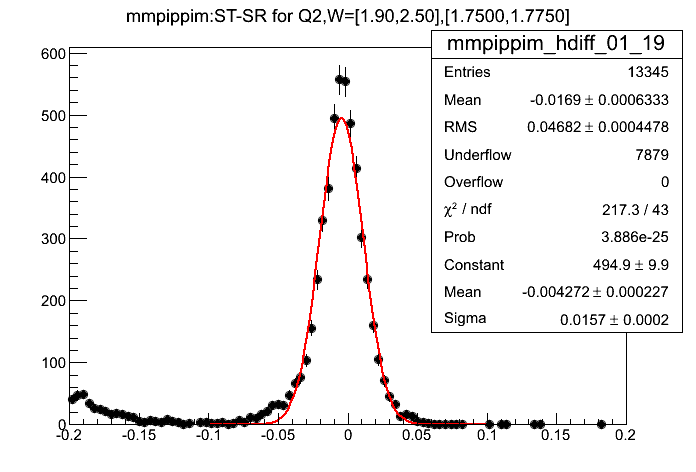 mmpippim:ST-SR for Q2,W=[1.90,2.50],[1.7500,1.7750]
mmpippim_hdiff_01_19
Entries 13345
Mean -0.0169 ± 0.0006333
RMS 0.04682 ± 0.0004478
Underflow 7879
Overflow 0
χ² / ndf 217.3 / 43
Prob 3.886e-25
Constant 494.9 ± 9.9
Mean -0.004272 ± 0.000227
Sigma 0.0157 ± 0.0002
600
500
400
300
200
100
0
-0.2 -0.15 -0.1 -0.05 0 0.05 0.1 0.15 0.2